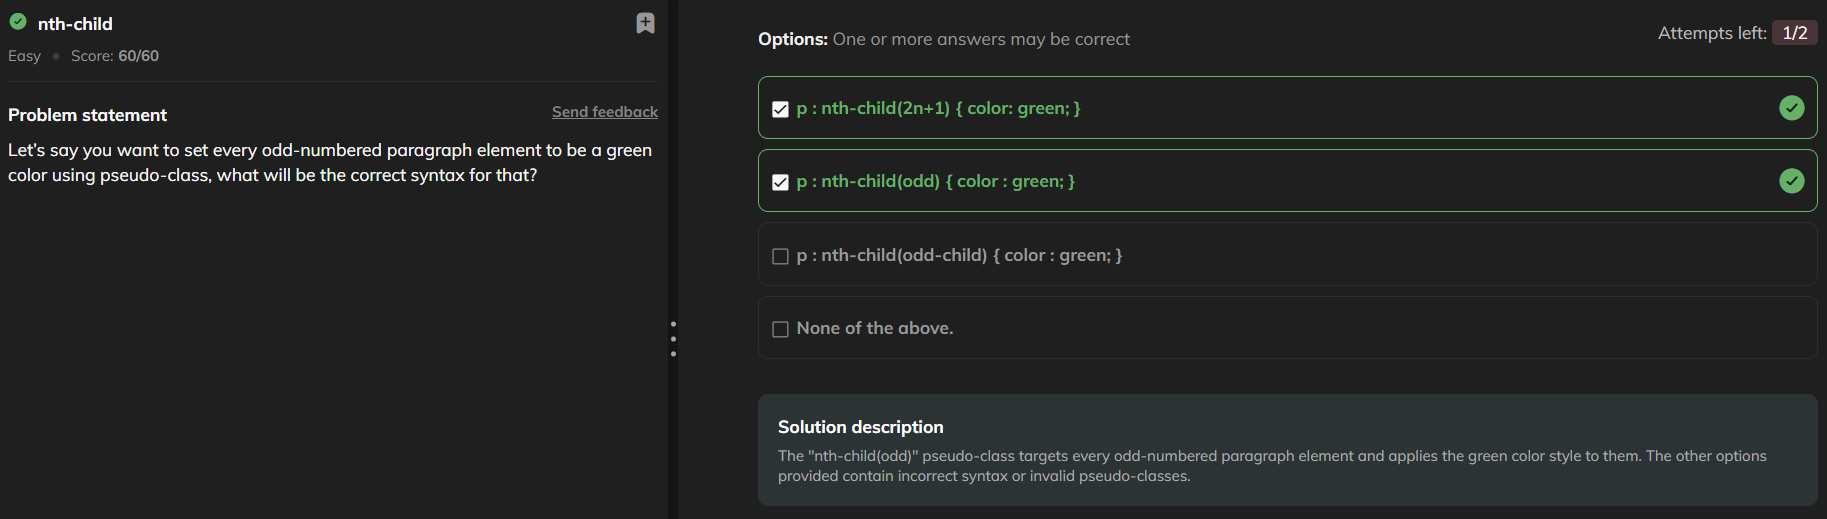 nth-child
Easy • Score: 60/60
Problem statement
Send feedback
Let's say you want to set every odd-numbered paragraph element to be a green
color using pseudo-class, what will be the correct syntax for that?
Options: One or more answers may be correct
Attempts left: 1/2
p : nth-child(2n+1) { color: green; }
p : nth-child(odd) { color : green; }
p : nth-child(odd-child) { color : green; }
None of the above.
Solution description
The "nth-child(odd)" pseudo-class targets every odd-numbered paragraph element and applies the green color style to them. The other options
provided contain incorrect syntax or invalid pseudo-classes.